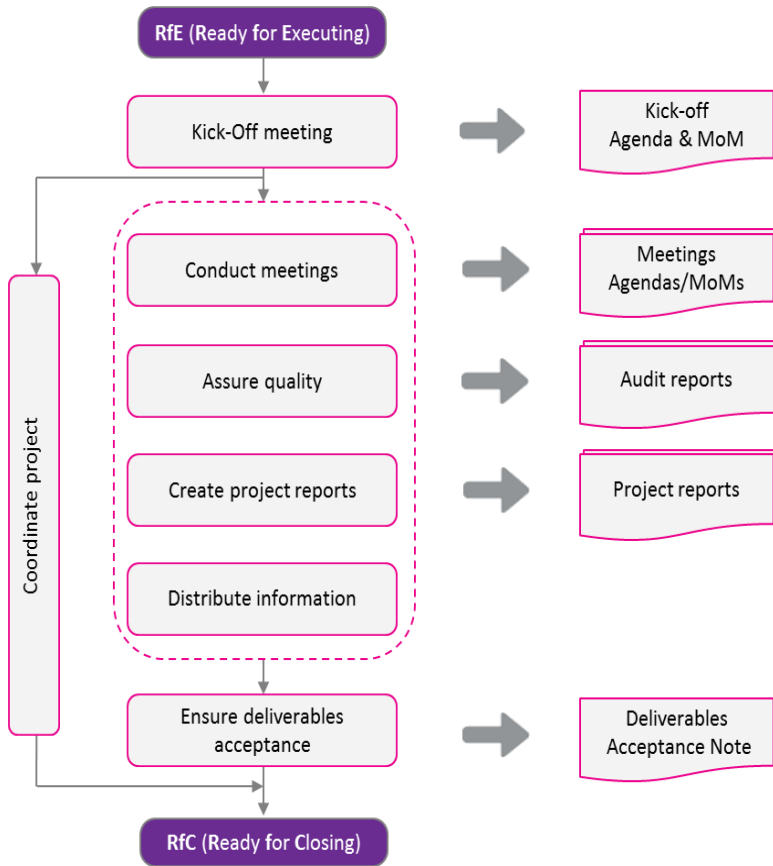 RfE (Ready for Executing)
Kick-Off meeting
Kick-off
Agenda & MoM
Conduct meetings
Meetings
Agendas/MoMs
Assure quality
Audit reports
Coordinate project
Create project reports
Project reports
Distribute information
Ensure deliverables
acceptance
Deliverables
Acceptance Note
RfC (Ready for Closing)